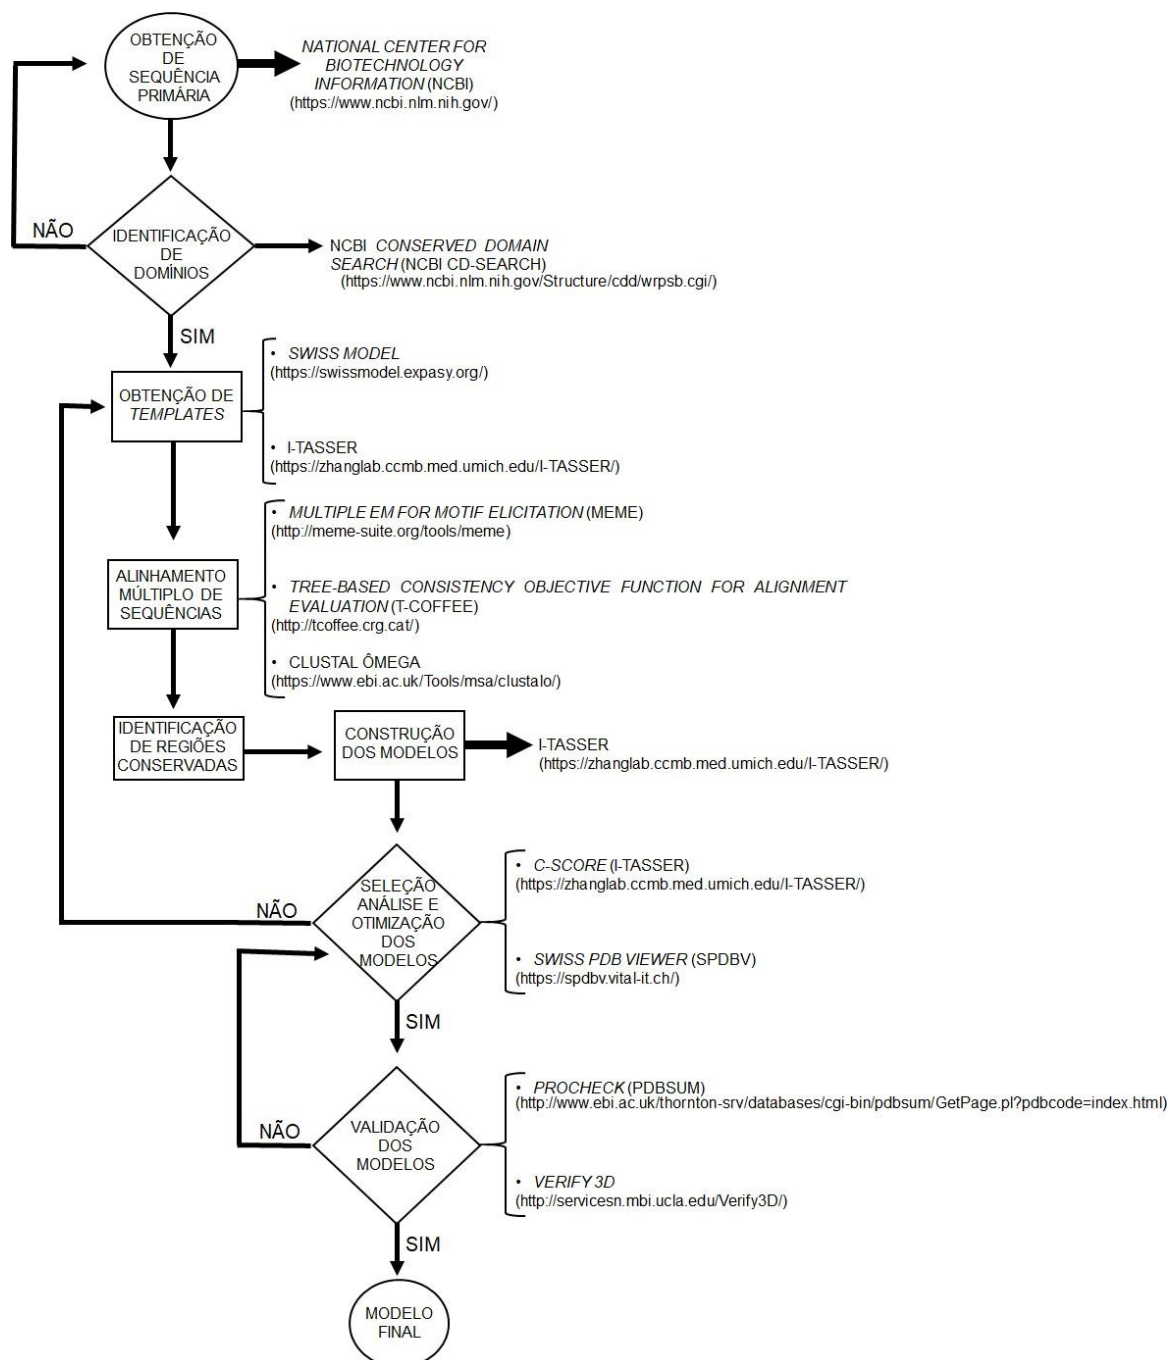 OBTENÇÃO
DE
SEQUÊNCIA
PRIMÁRIA
NATIONAL CENTER FOR
BIOTECHNOLOGY
INFORMATION (NCBI)
(https://www.ncbi.nlm.nih.gov/)
NÃO
IDENTIFICAÇÃO
DE
DOMÍNIOS
NCBI CONSERVED DOMAIN
SEARCH (NCBI CD-SEARCH)
(https://www.ncbi.nlm.nih.gov/Structure/cdd/wrpsb.cgi/)
SIM
OBTENÇÃO DE
TEMPLATES
• SWISS MODEL
(https://swissmodel.expasy.org/)
• I-TASSER
(https://zhanglab.ccmb.med.umich.edu/I-TASSER/)
ALINHAMENTO
MÚLTIPLO DE
SEQUÊNCIAS
• MULTIPLE EM FOR MOTIF ELICITATION (MEME)
(http://meme-suite.org/tools/meme)
• TREE-BASED CONSISTENCY OBJECTIVE FUNCTION FOR ALIGNMENT
EVALUATION (T-COFFEE)
(http://tcoffee.crg.cat/)
• CLUSTAL ÔMEGA
(https://www.ebi.ac.uk/Tools/msa/clustalo/)
IDENTIFICAÇÃO
DE REGIÕES
CONSERVADAS
CONSTRUÇÃO
DOS MODELOS
I-TASSER
(https://zhanglab.ccmb.med.umich.edu/I-TASSER/)
NÃO
SELEÇÃO
ANÁLISE E
OTIMIZAÇÃO
DOS
MODELOS
• C-SCORE (I-TASSER)
(https://zhanglab.ccmb.med.umich.edu/I-TASSER/)
• SWISS PDB VIEWER (SPDBV)
(https://spdbv.vital-it.ch/)
SIM
NÃO
VALIDAÇÃO
DOS
MODELOS
• PROCHECK (PDBSUM)
(http://www.ebi.ac.uk/thornton-srv/databases/cgi-bin/pdbsum/GetPage.pl?pdbcode=index.html)
• VERIFY 3D
(http://servicesn.mbi.ucla.edu/Verify3D/)
SIM
MODELO
FINAL